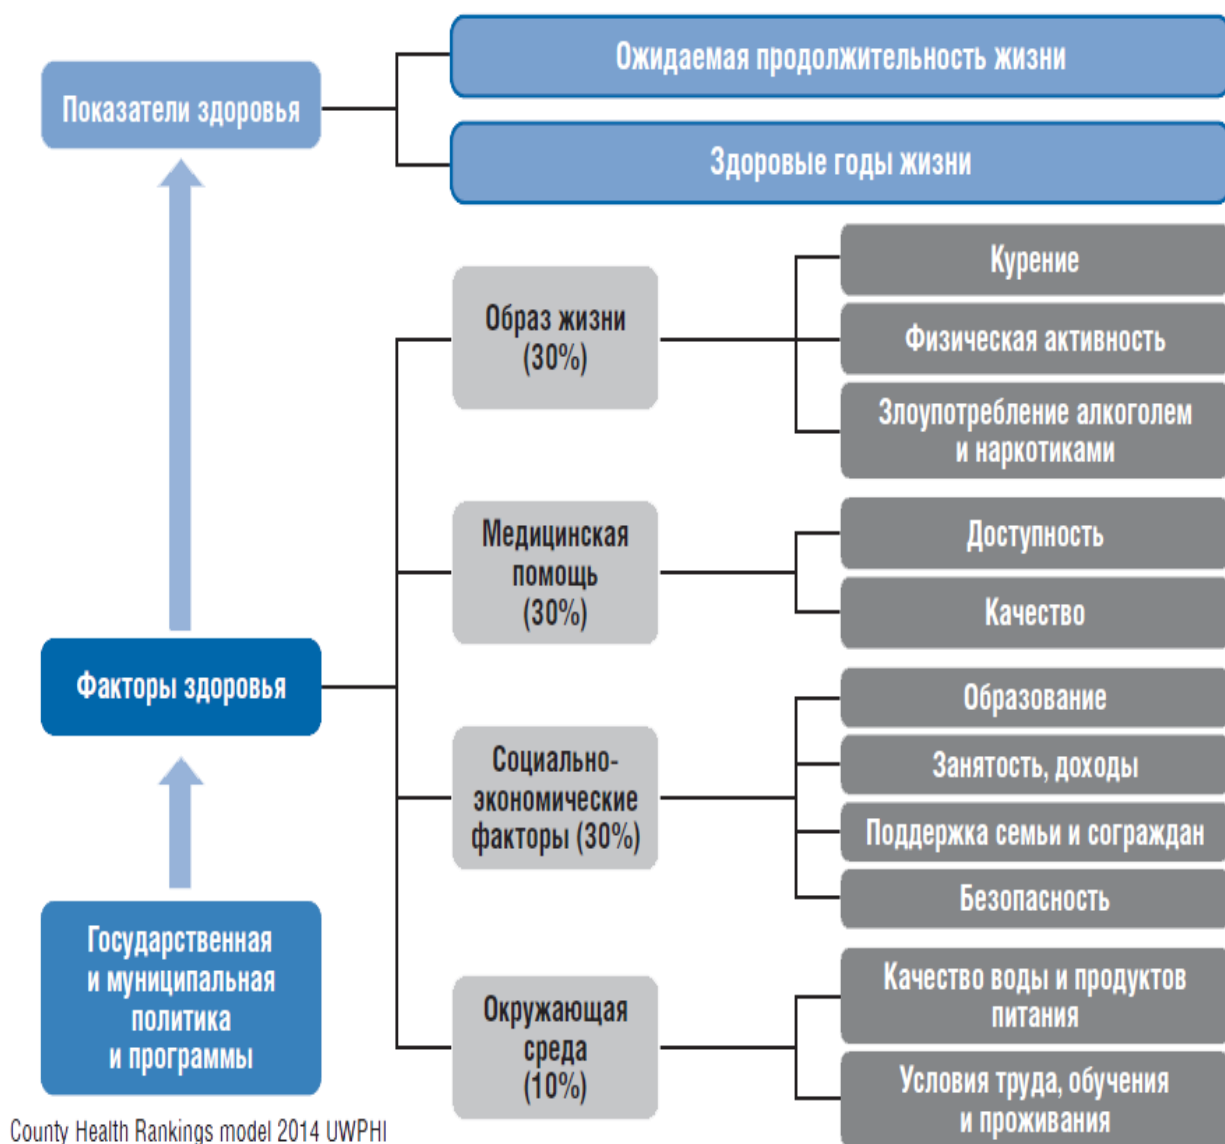 Показатели здоровья
Ожидаемая продолжительность жизни
Здоровые годы жизни
Факторы здоровья
Государственная
и муниципальная
политика
и программы
Образ жизни
(30%)
Курение
Физическая активность
Злоупотребление алкоголем
и наркотиками
Медицинская
помощь
(30%)
Доступность
Качество
Социально-
экономические
факторы (30%)
Образование
Занятость, доходы
Поддержка семьи и сограждан
Безопасность
Окружающая
среда
(10%)
Качество воды и продуктов
питания
Условия труда, обучения
и проживания
County Health Rankings model 2014 UWPHI